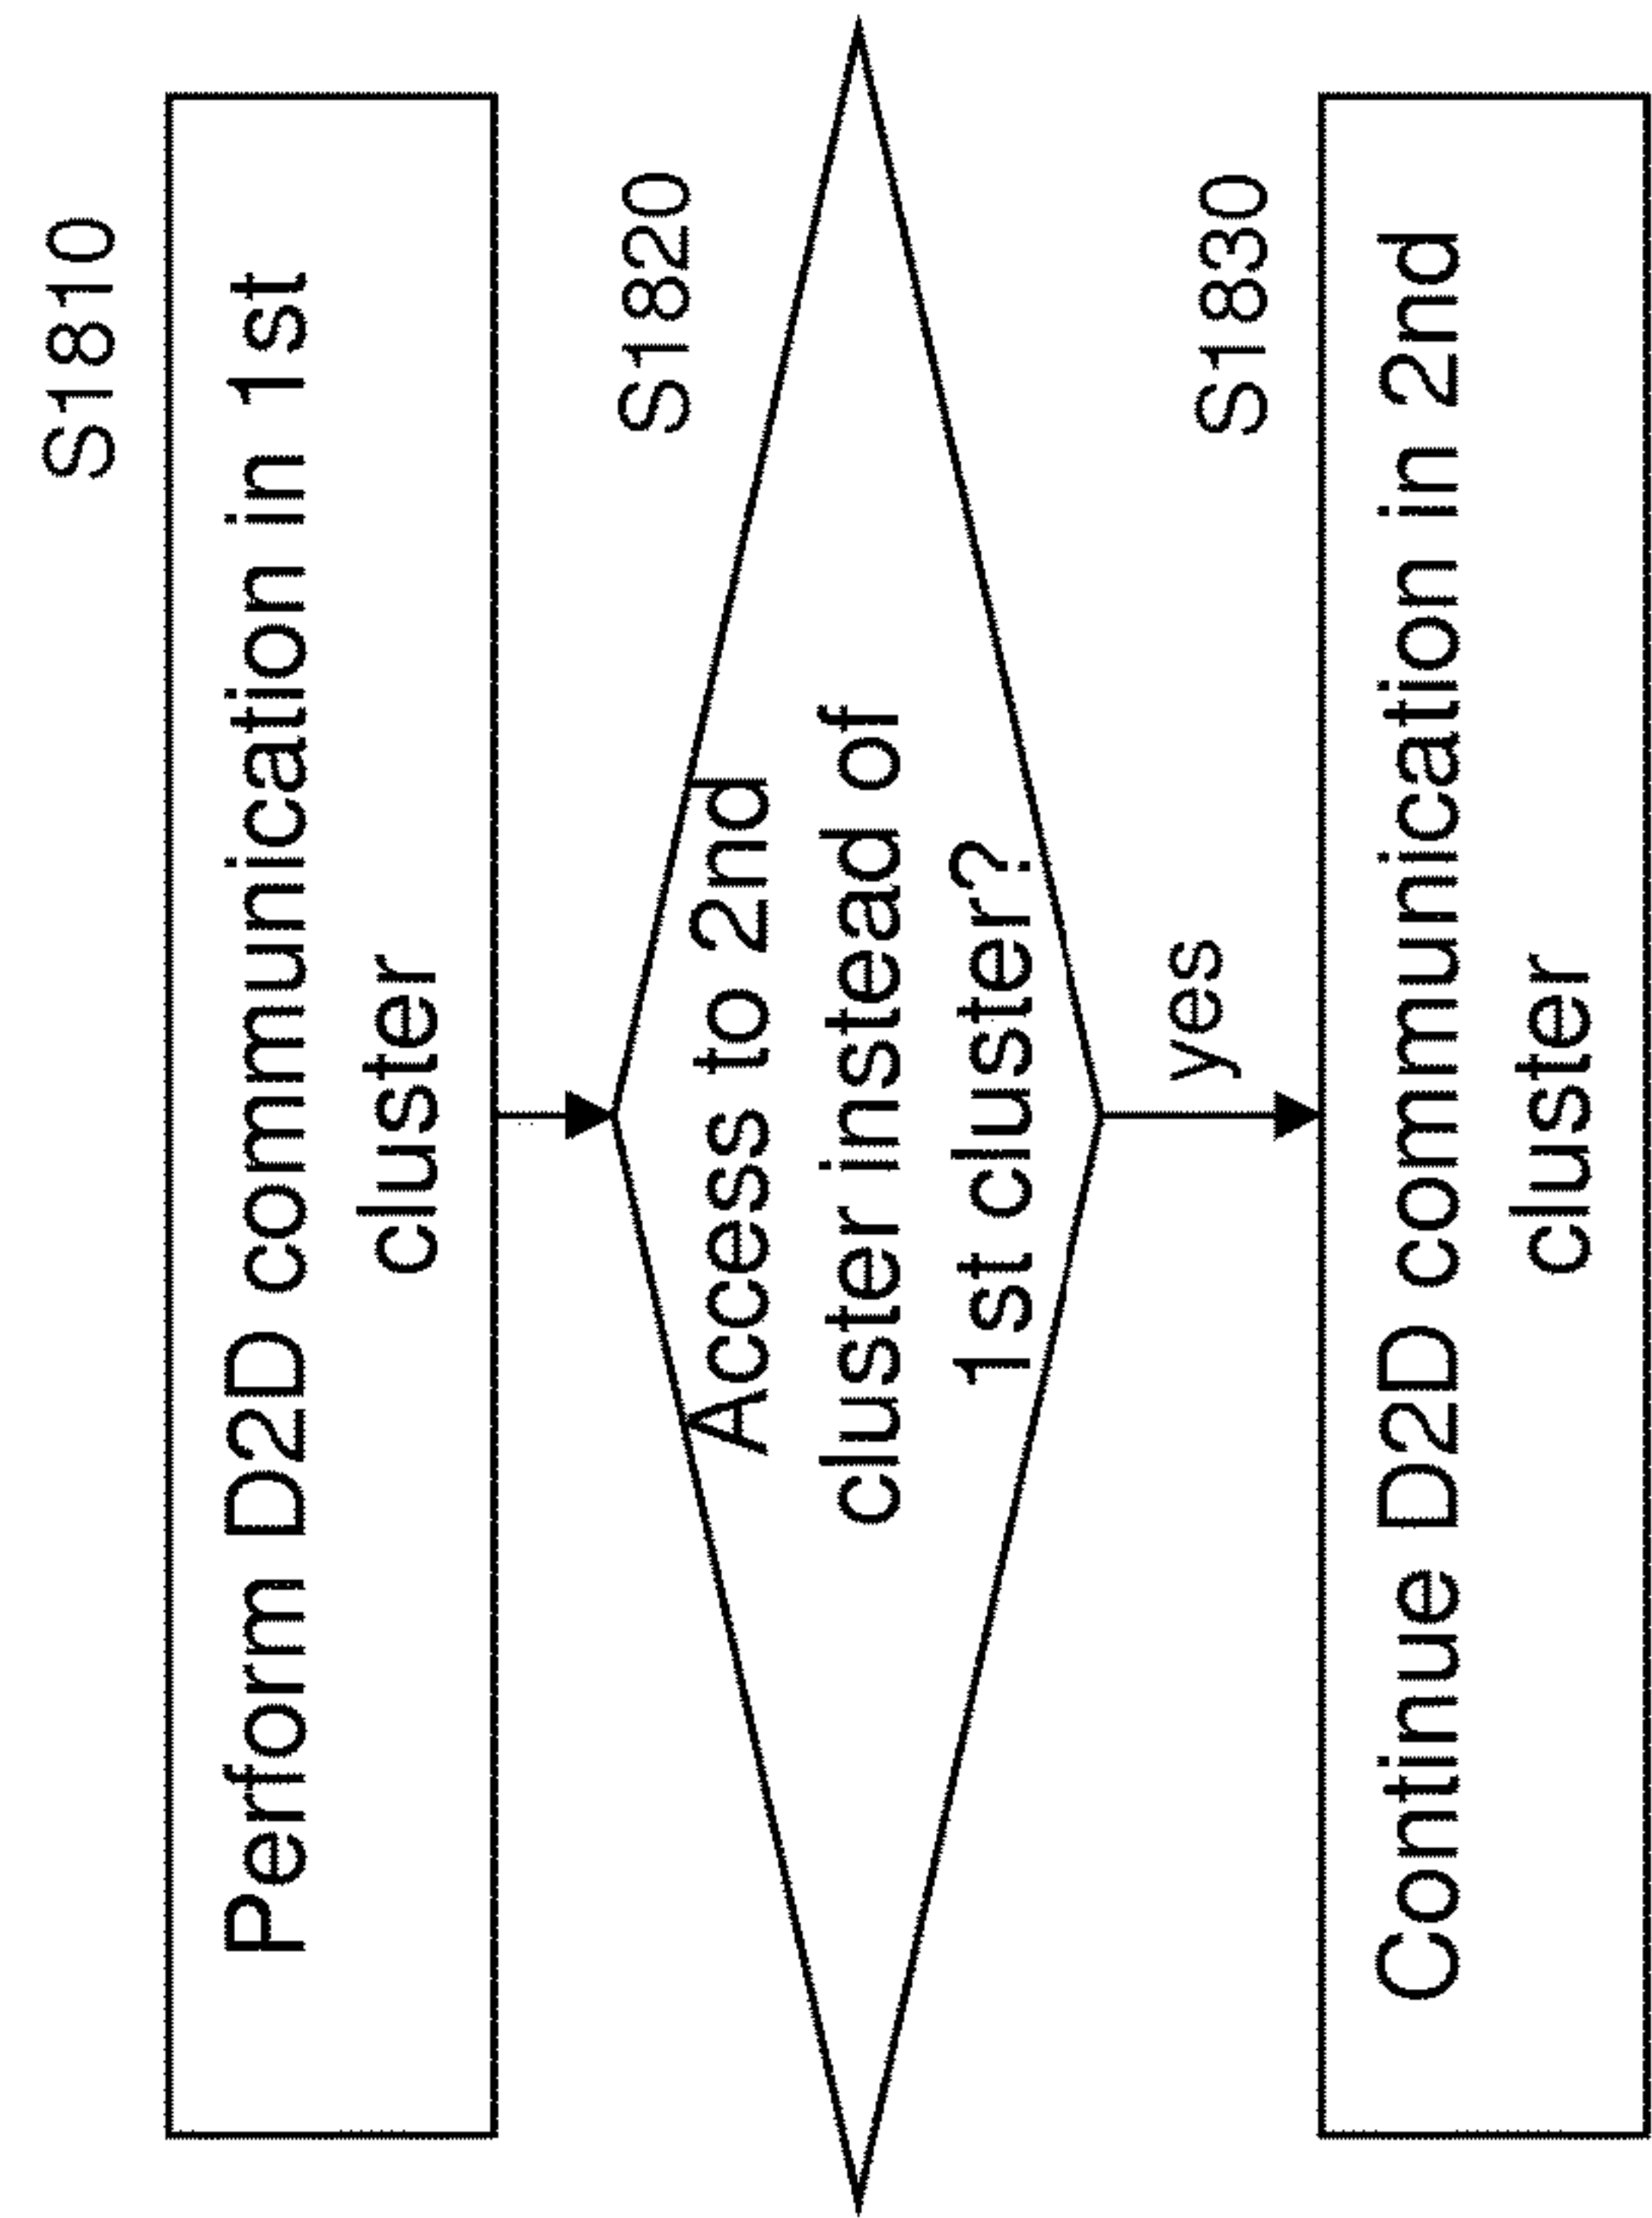 S1810
Perform D2D communication in 1st
cluster
S1820
Access to 2nd
cluster instead of
1st cluster?
yes
S1830
Continue D2D communication in 2nd
cluster